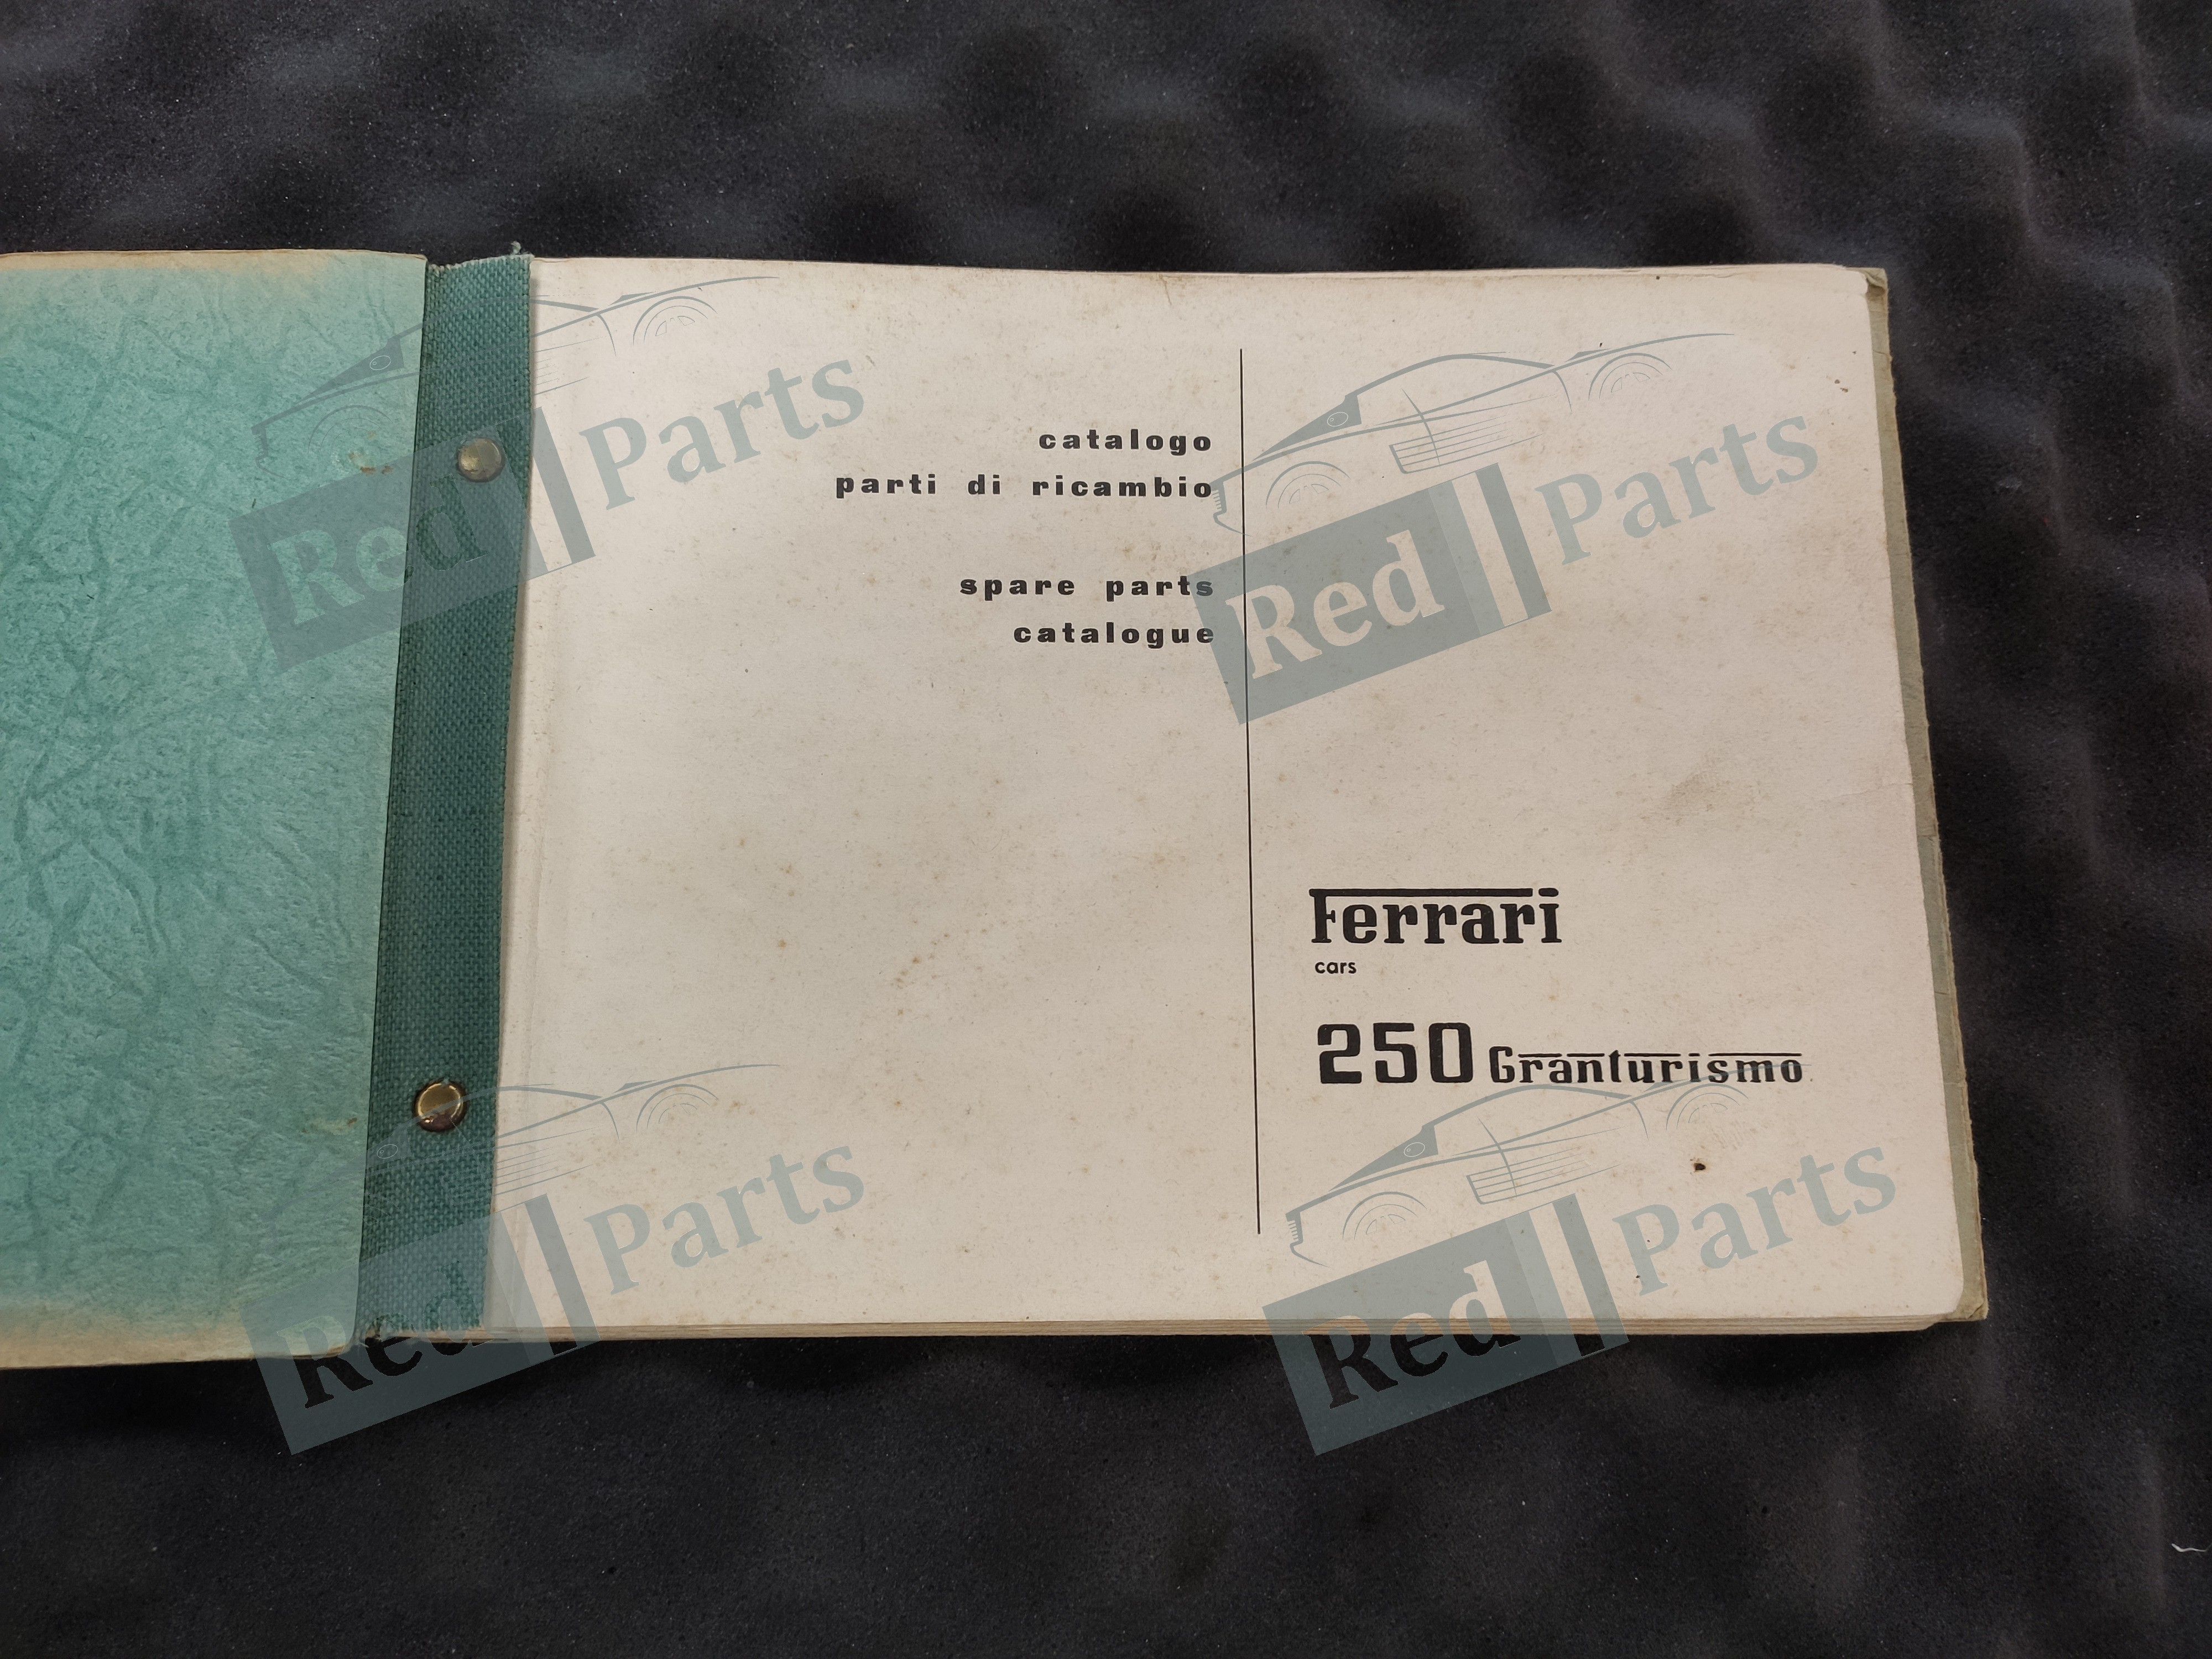 catalogo
parti di ricambio
spare parts
catalogue
Ferrari
cars
250 Granturismo
Red Parts
Red Parts
Red Parts
Red Parts